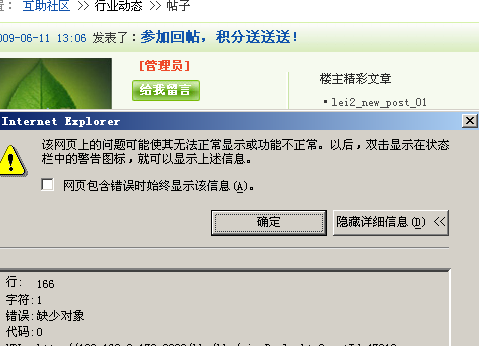 置： 互助社区 >> 行业动态 >> 帖子
009-06-11 13:06 发表了：参加回帖，积分送送送！
[管理员]
给我留言
楼主精彩文章
• lei2_new_post_01
Internet Explorer
该网页上的问题可能使其无法正常显示或功能不正常。以后，双击显示在状态
栏中的警告图标，就可以显示上述信息。
网页包含错误时始终显示该信息(A)。
确定
隐藏详细信息(D) <<
行: 166
字符:1
错误:缺少对象
代码:0